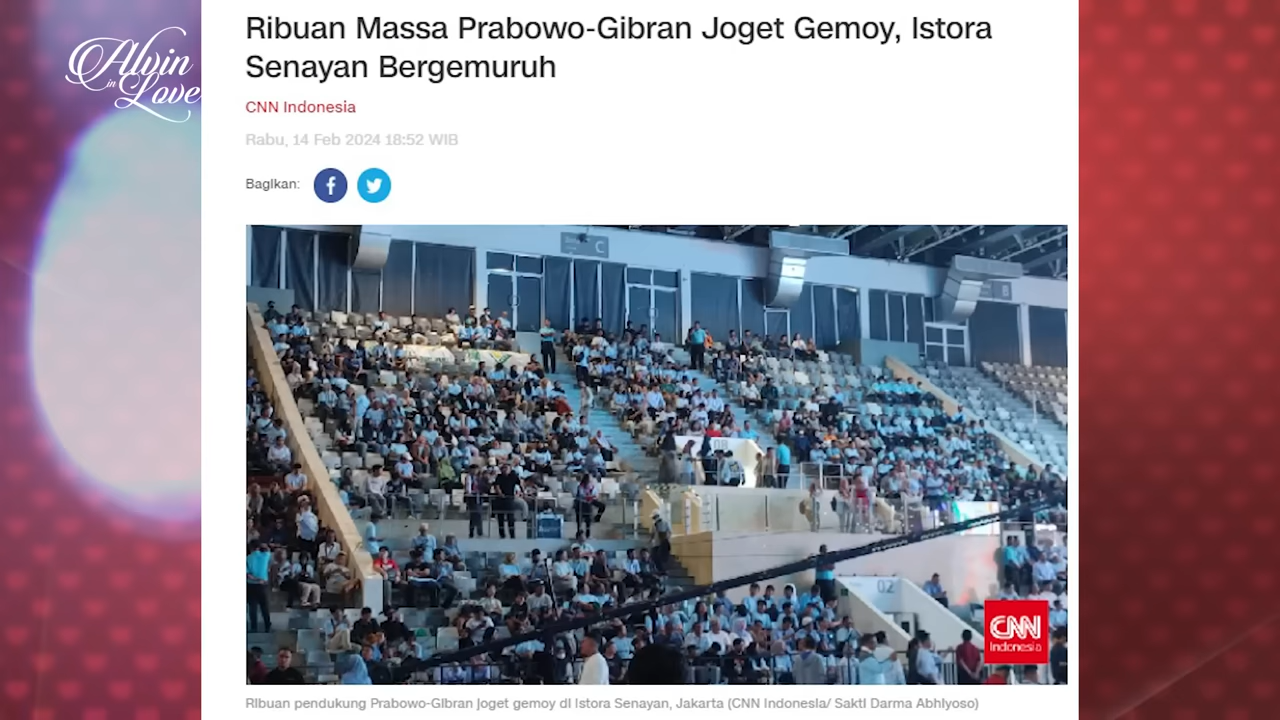 Alvin
in
Love
Ribuan Massa Prabowo-Gibran Joget Gemoy, Istora
Senayan Bergemuruh
CNN Indonesia
Rabu, 14 Feb 2024 18:52 WIB
Bagikan:
C
B
08
02
CNN
Indonesia
Ribuan pendukung Prabowo-Gibran joget gemoy di Istora Senayan, Jakarta (CNN Indonesia/ Sakti Darma Abhiyoso)